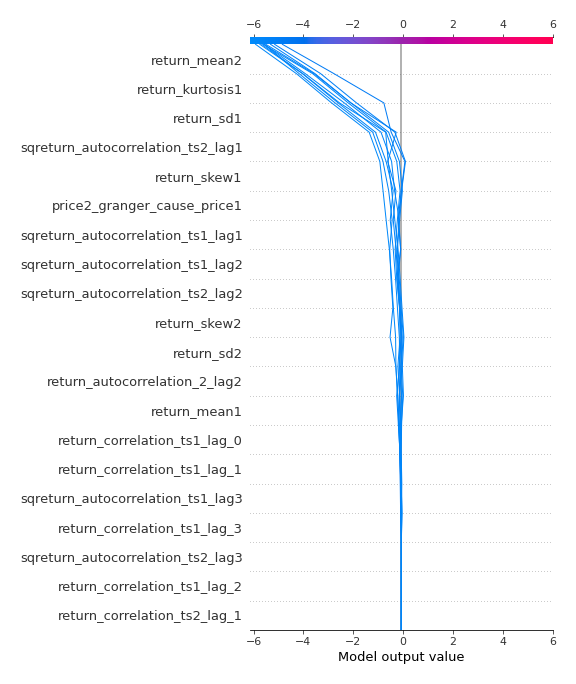 −6 −4 −2 0 2 4 6
return_mean2
return_kurtosis1
return_sd1
sqreturn_autocorrelation_ts2_lag1
return_skew1
price2_granger_cause_price1
sqreturn_autocorrelation_ts1_lag1
sqreturn_autocorrelation_ts1_lag2
sqreturn_autocorrelation_ts2_lag2
return_skew2
return_sd2
return_autocorrelation_2_lag2
return_mean1
return_correlation_ts1_lag_0
return_correlation_ts1_lag_1
sqreturn_autocorrelation_ts1_lag3
return_correlation_ts1_lag_3
sqreturn_autocorrelation_ts2_lag3
return_correlation_ts1_lag_2
return_correlation_ts2_lag_1
−6 −4 −2 0 2 4 6
Model output value